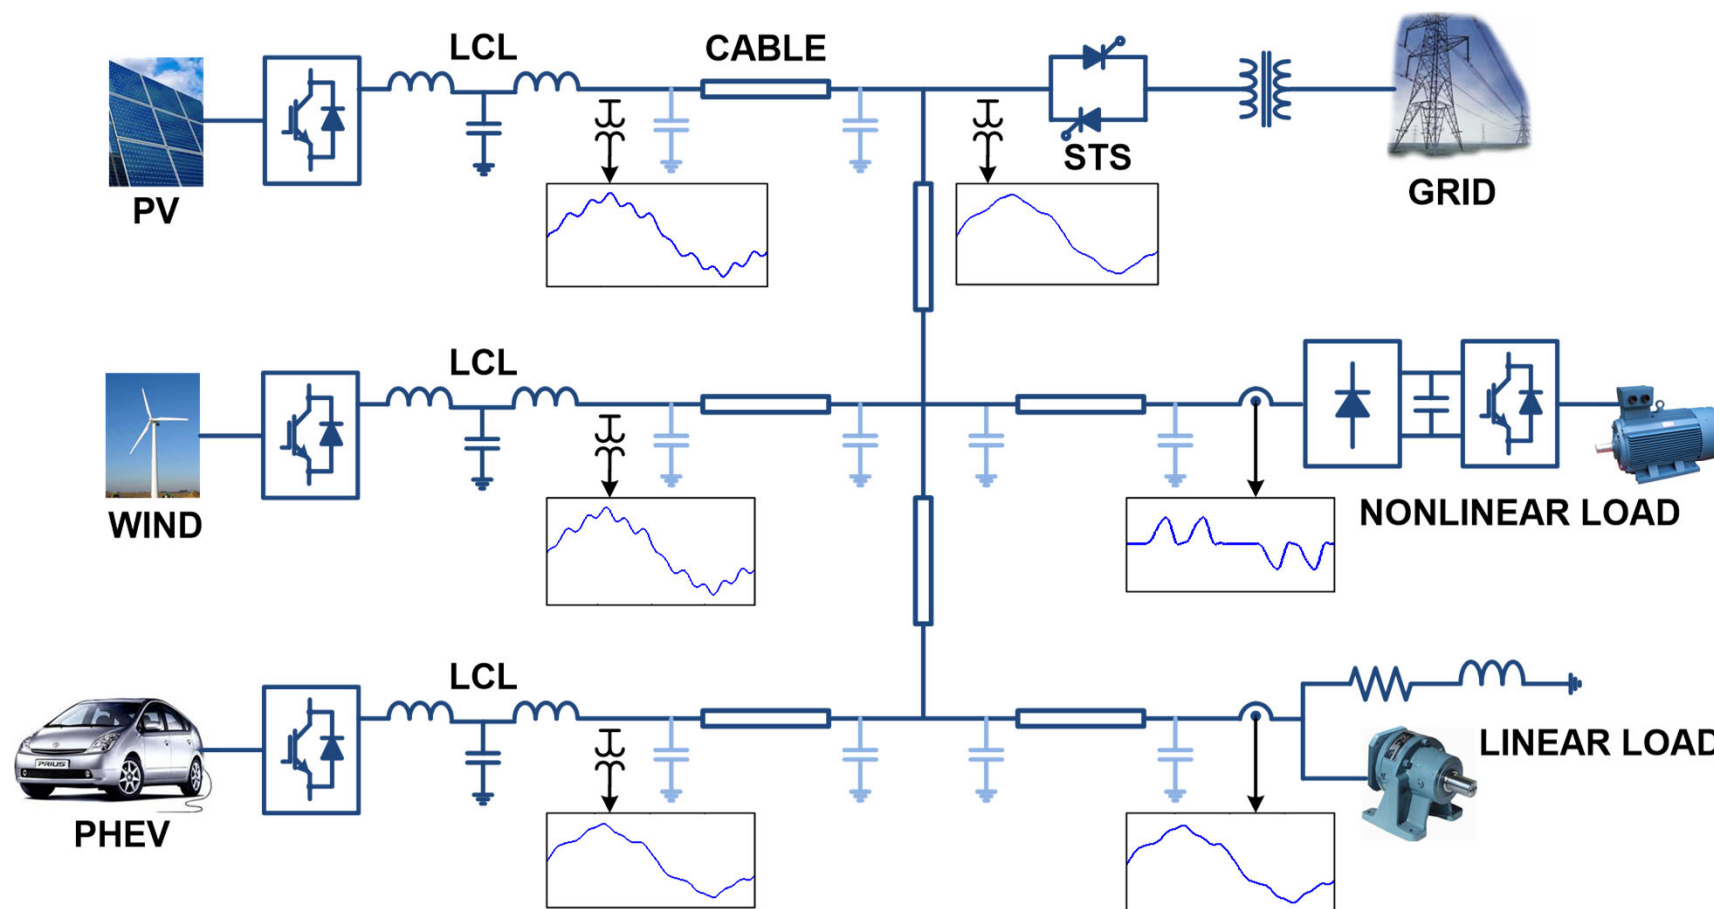 LCL
CABLE
STS
PV
GRID
LCL
WIND
NONLINEAR LOAD
LCL
PRIUS
PHEV
LINEAR LOAD